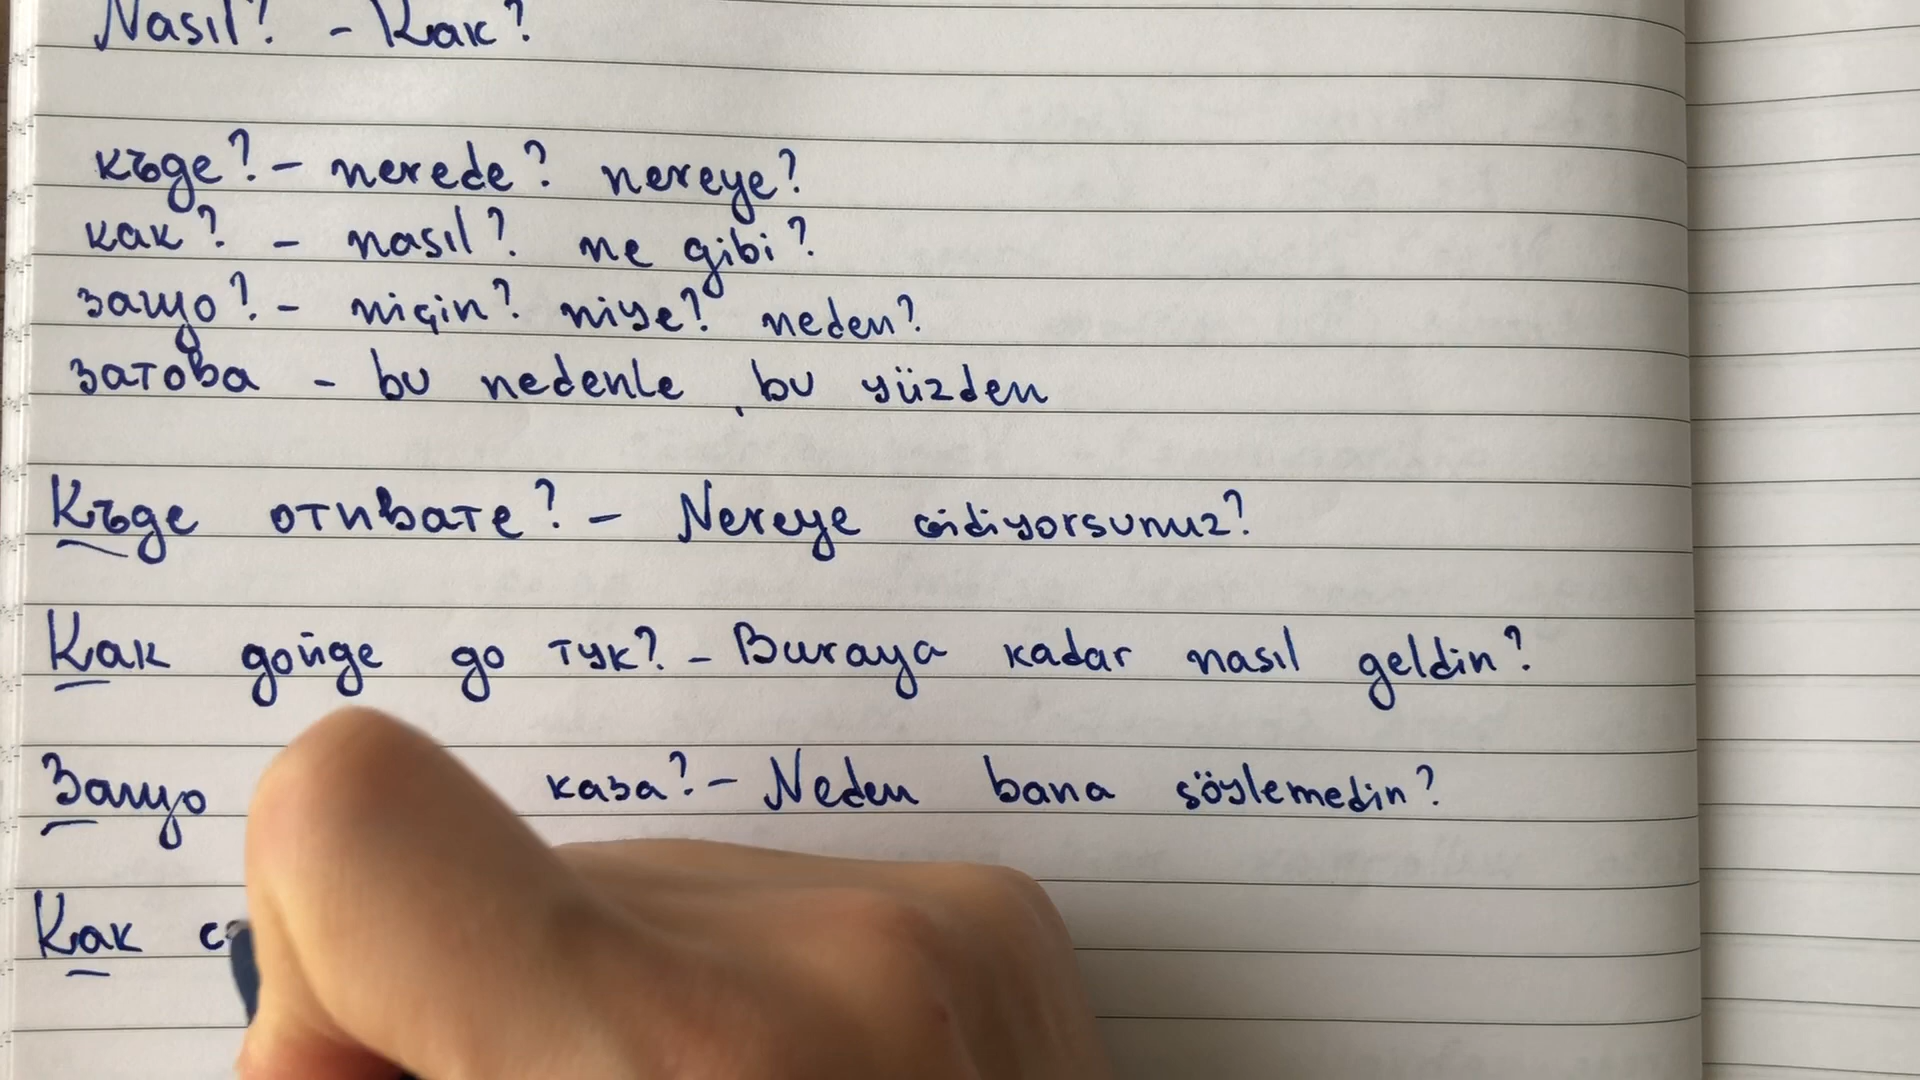 Nasıl? - Как?
къде? - nerede? nereye?
как? - nasıl? ne gibi?
защо? - niçin? niye? neden?
затова - bu nedenle, bu yüzden
Къде отивате? - Nereye gidiyorsunuz?
Как дойде до тук? - Buraya kadar nasıl geldin?
Защо каза? - Neden bana söylemedin?
Как